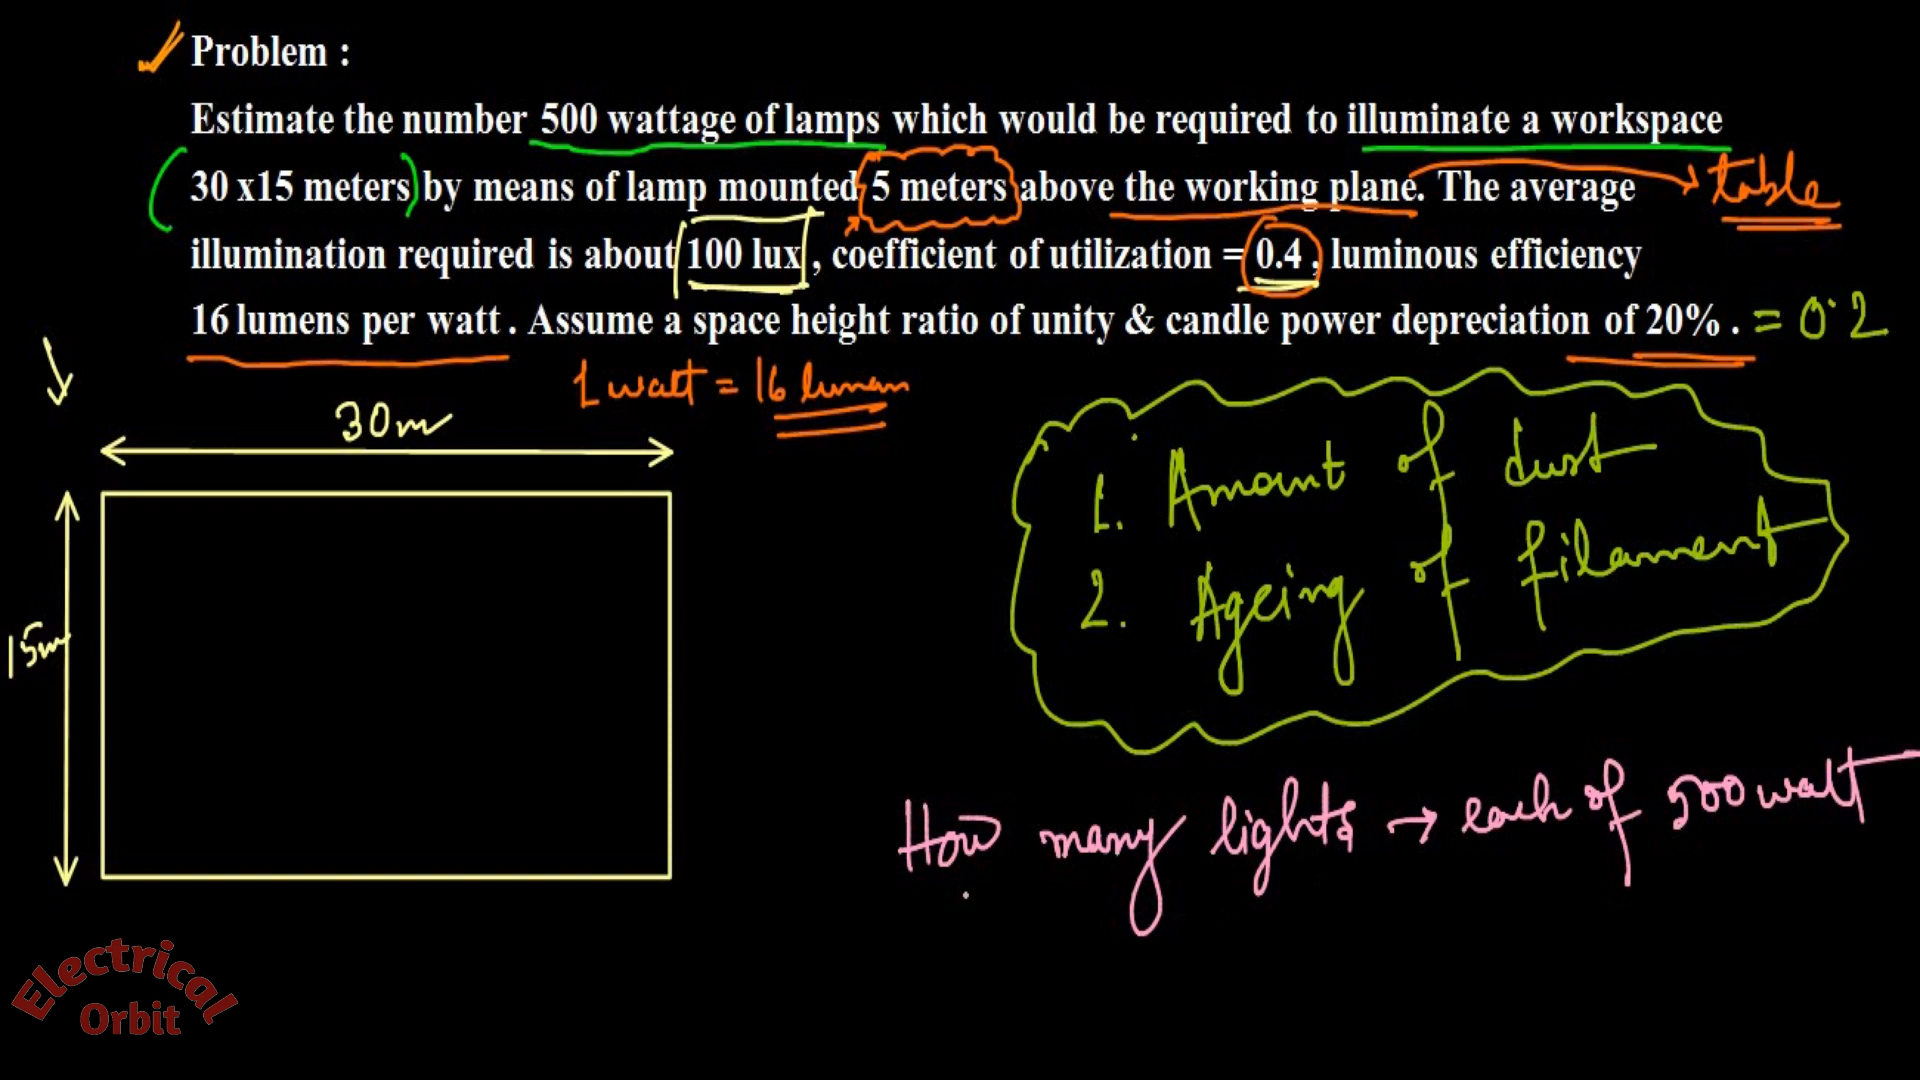 Problem :
Estimate the number 500 wattage of lamps which would be required to illuminate a workspace
30 x15 meters by means of lamp mounted 5 meters above the working plane. The average
table
illumination required is about 100 lux , coefficient of utilization = 0.4 , luminous efficiency
16 lumens per watt . Assume a space height ratio of unity & candle power depreciation of 20% . = 0.2
1 watt = 16 lumen
30m
15m
1. Amount of dust
2. Ageing of filament
How many lights → each of 500 watt
Electrical
Orbit